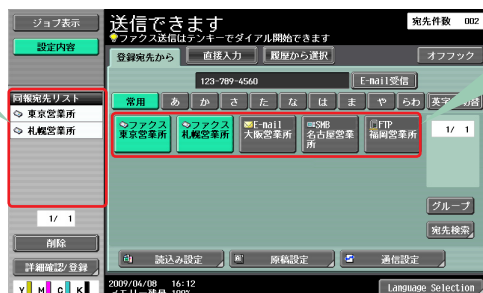 ジョブ表示
設定内容
同報宛先リスト
東京営業所
札幌営業所
1/ 1
削除
詳細確認/登録
Y M C K
送信できます
ファクス送信はテンキーでダイアル開始できます
宛先件数 002
登録宛先から
直接入力
履歴から選択
オフフック
123-789-4560
E-mail受信
常用
あ
か
さ
た
な
は
ま
や
らわ
英字
ファクス
東京営業所
ファクス
札幌営業所
E-mail
大阪営業所
SMB
名古屋営業
所
FTP
福岡営業所
1/ 1
グループ
宛先検索
読込み設定
原稿設定
通信設定
2009/04/08 16:12
メモリー残量 100%
Language Selection